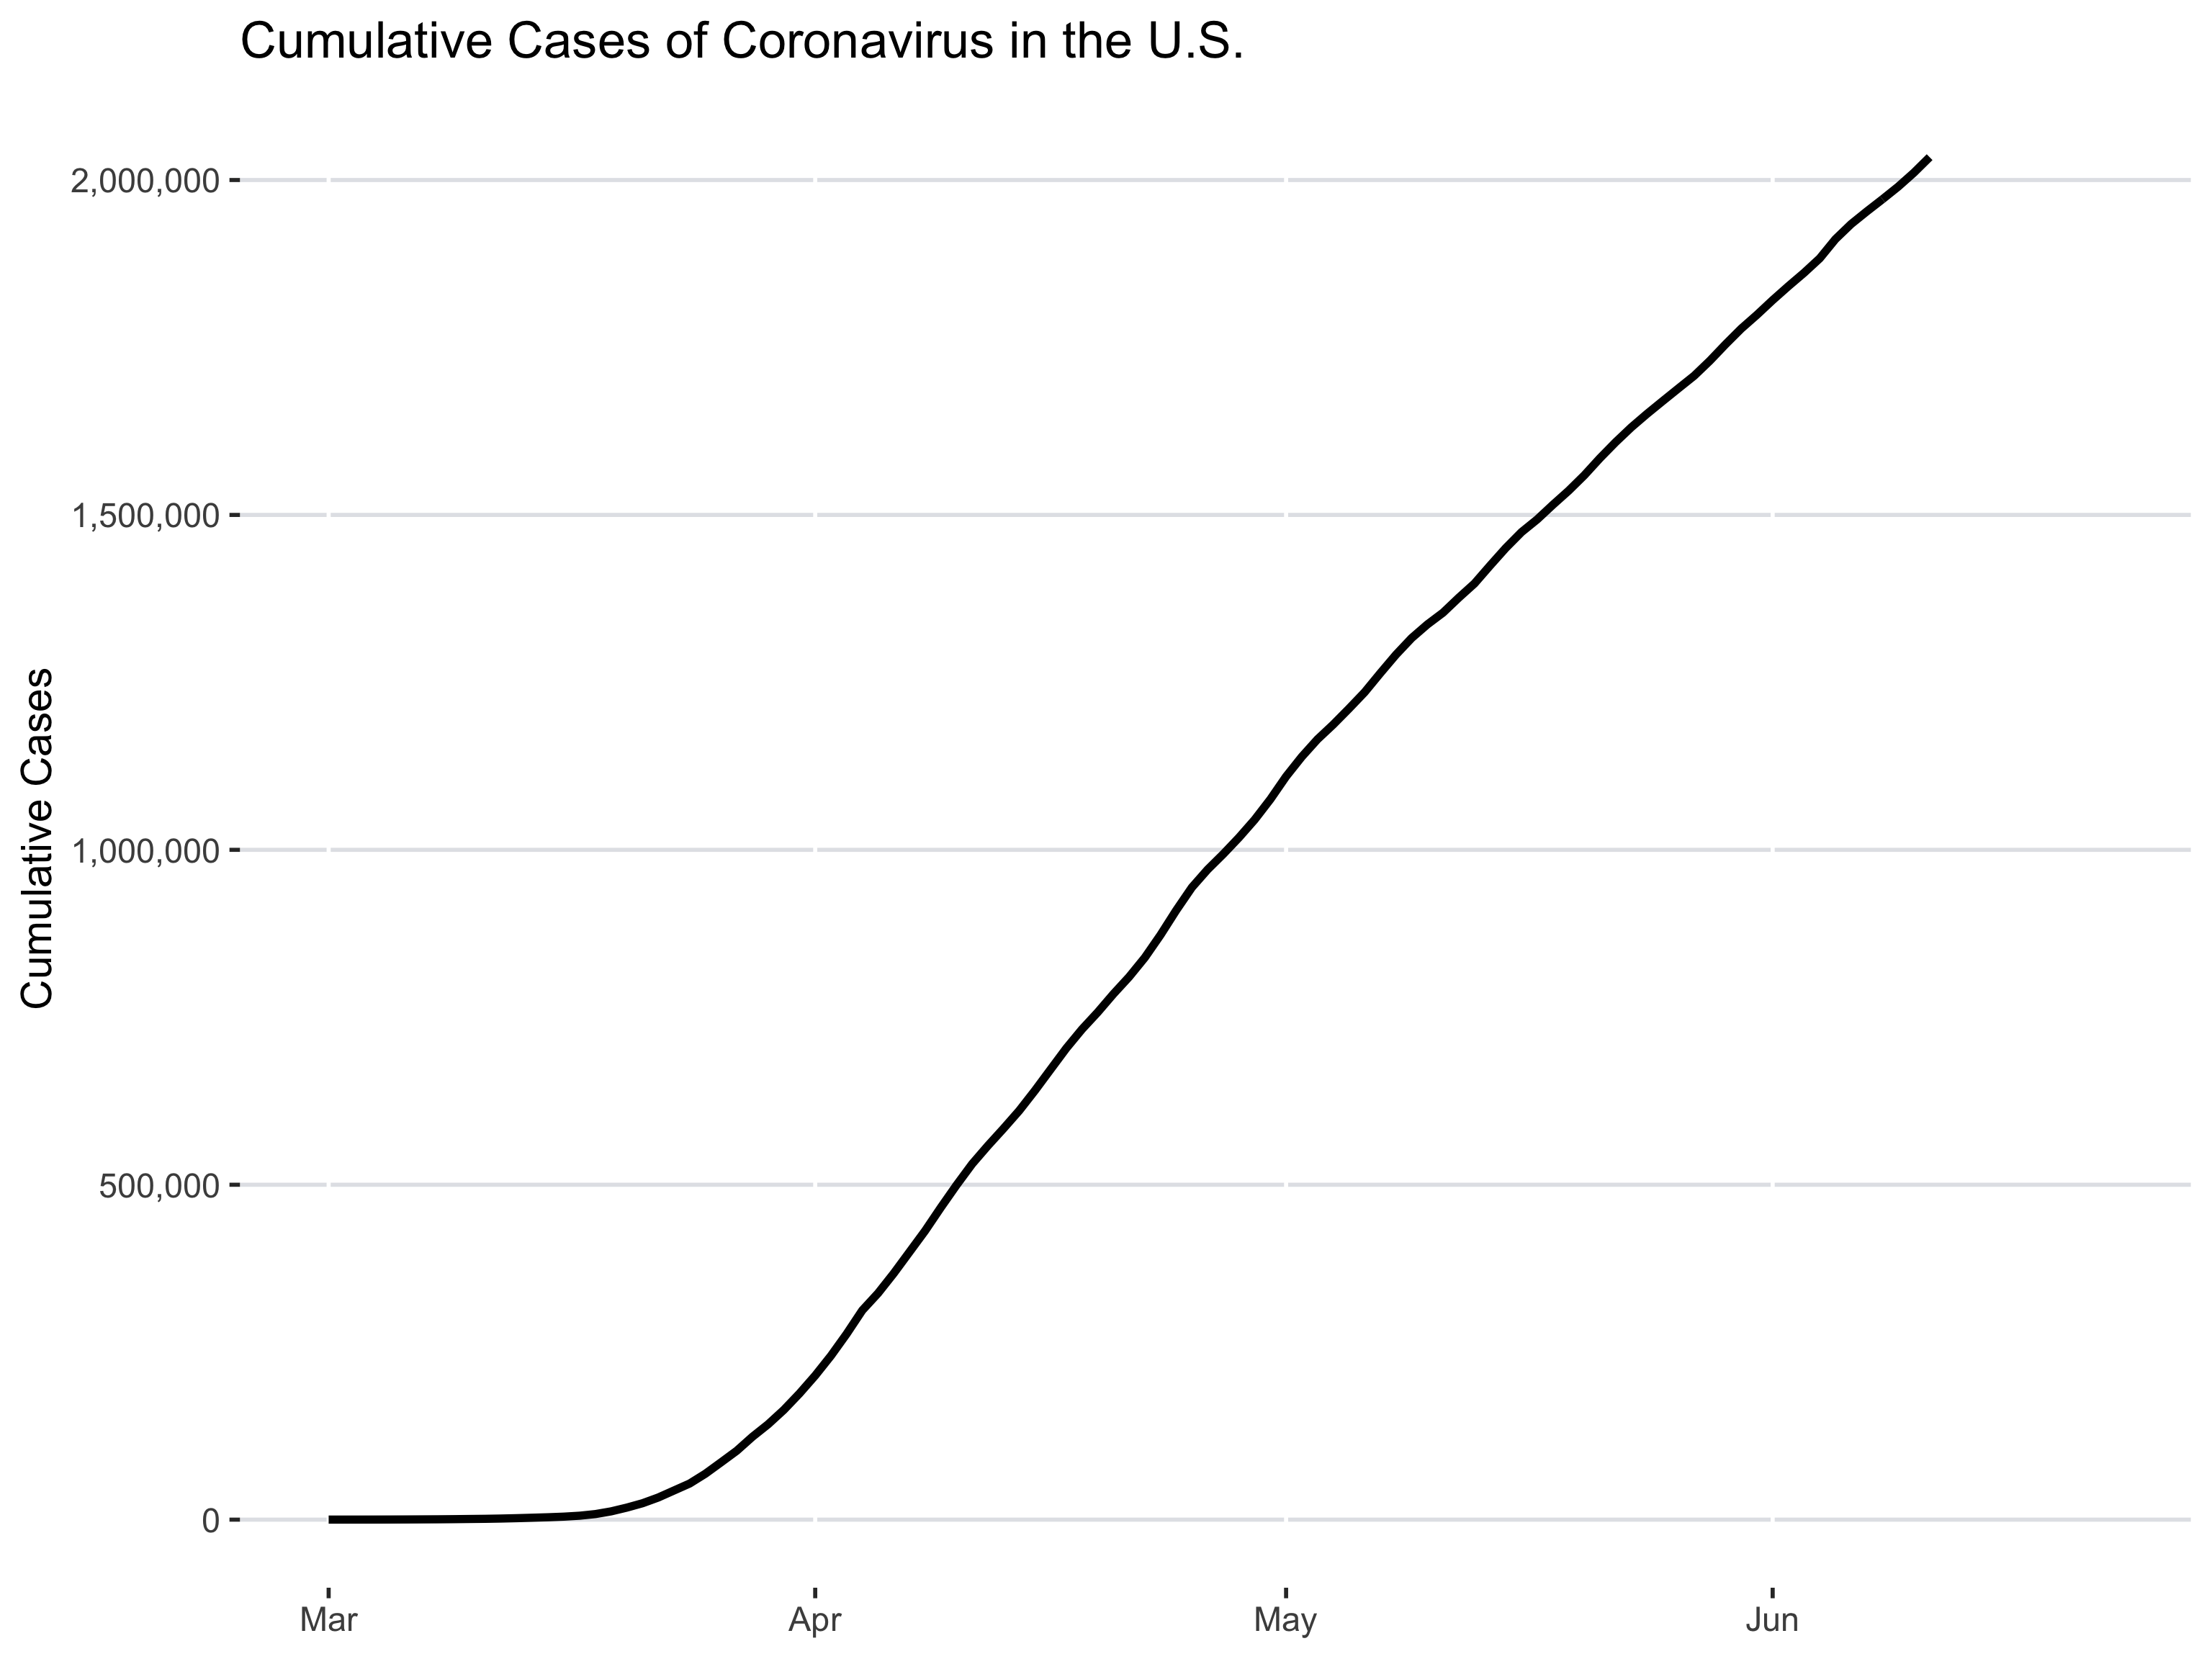 Cumulative Cases of Coronavirus in the U.S.
Cumulative Cases
2,000,000
1,500,000
1,000,000
500,000
0
Mar
Apr
May
Jun